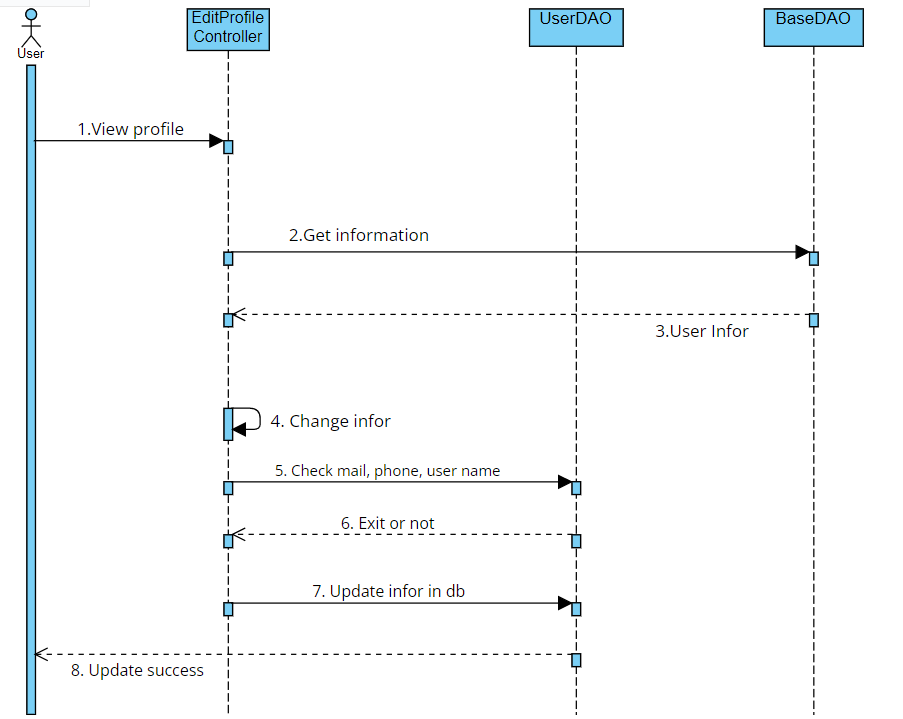 EditProfile
Controller
UserDAO
BaseDAO
User
1.View profile
2.Get information
3.User Infor
4. Change infor
5. Check mail, phone, user name
6. Exit or not
7. Update infor in db
8. Update success